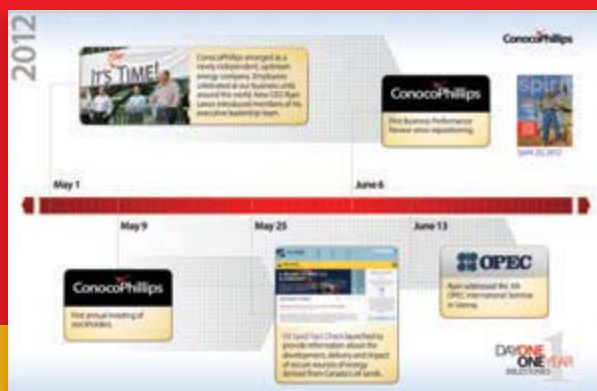 2012
ConocoPhillips
IT'S TIME!
ConocoPhillips emerged as a
newly independent, upstream
energy company. Employees
celebrated at our business units
around the world. New CEO Ryan
Lance introduced members of his
executive leadership team.
ConocoPhillips
First Business Performance
Review since repositioning.
spirit
May 1
June 6
May 9
May 25
June 13
ConocoPhillips
First annual meeting of
stockholders.
Oil Sand Fact Check launched to
provide information about the
development, delivery and impact
of secure sources of energy
derived from Canada's oil sands.
OPEC
Ryan addressed the 5th
OPEC International Seminar
in Vienna.
DAYONE
ONEYEAR
MILESTONES
1